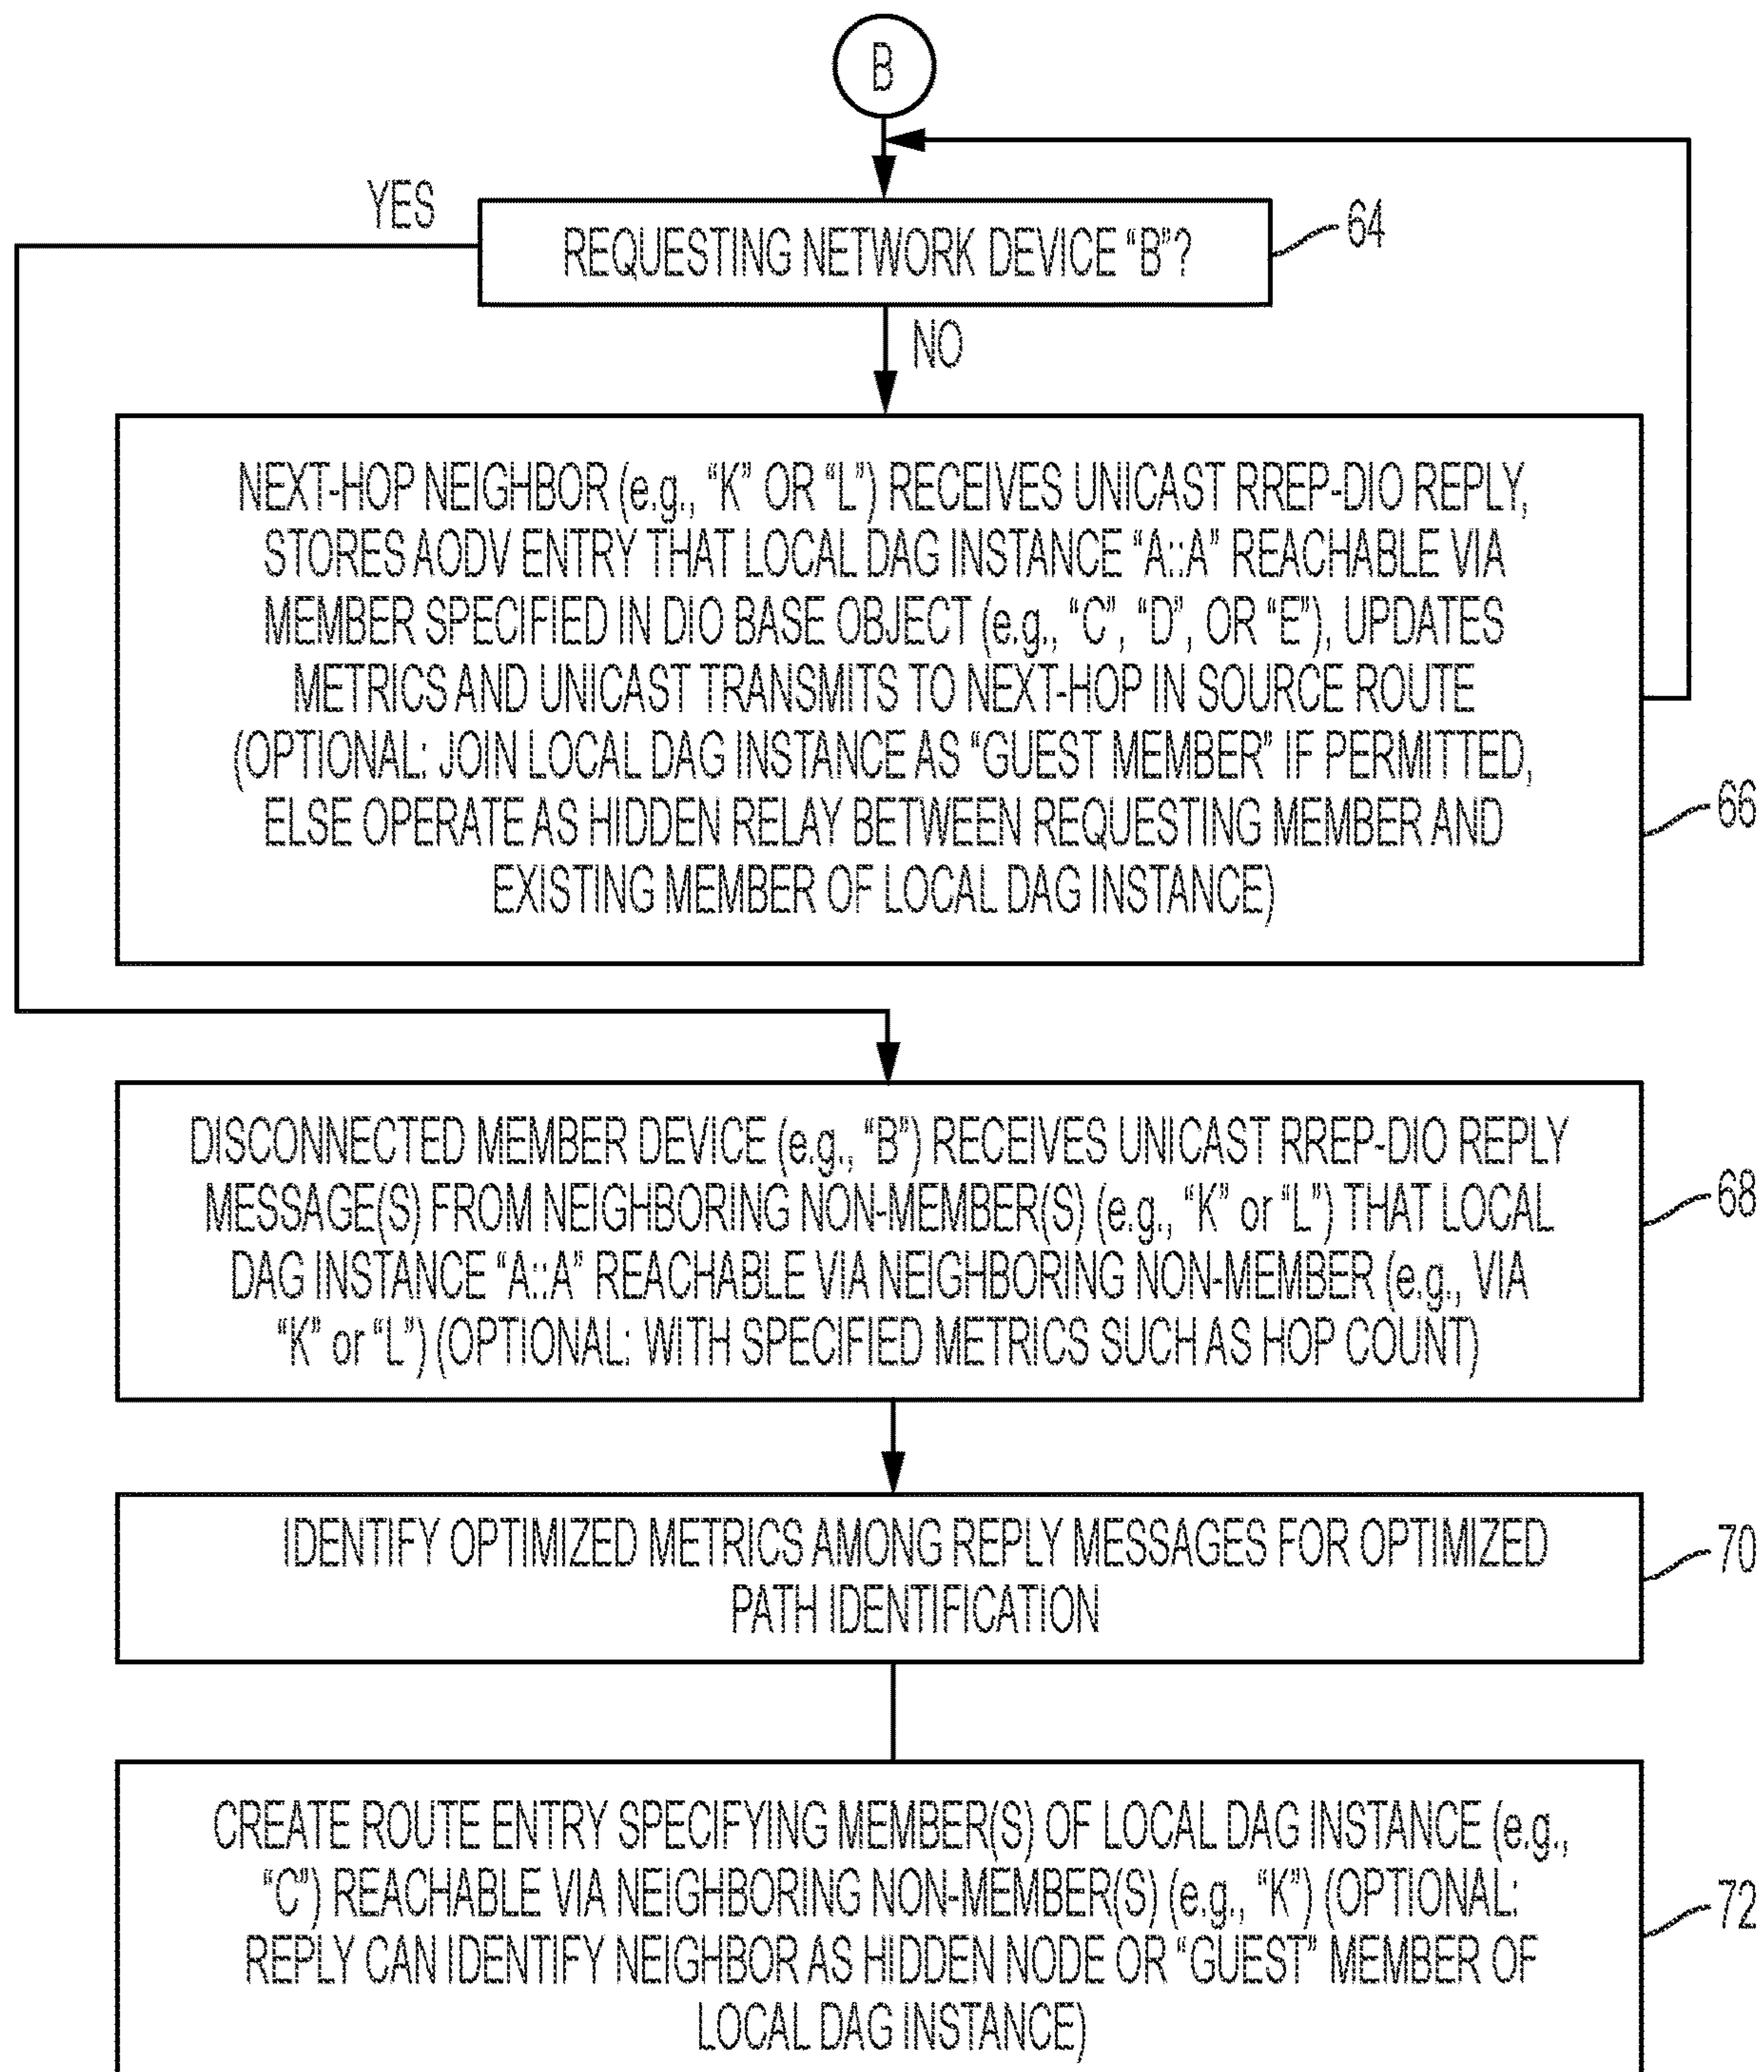 B
YES
REQUESTING NETWORK DEVICE “B”?
64
NO
NEXT-HOP NEIGHBOR (e.g., “K” OR “L”) RECEIVES UNICAST RREP-DIO REPLY,
STORES AODV ENTRY THAT LOCAL DAG INSTANCE “A::A” REACHABLE VIA
MEMBER SPECIFIED IN DIO BASE OBJECT (e.g., “C”, “D”, OR “E”), UPDATES
METRICS AND UNICAST TRANSMITS TO NEXT-HOP IN SOURCE ROUTE
(OPTIONAL: JOIN LOCAL DAG INSTANCE AS “GUEST MEMBER” IF PERMITTED,
ELSE OPERATE AS HIDDEN RELAY BETWEEN REQUESTING MEMBER AND
EXISTING MEMBER OF LOCAL DAG INSTANCE)
66
DISCONNECTED MEMBER DEVICE (e.g., “B”) RECEIVES UNICAST RREP-DIO REPLY
MESSAGE(S) FROM NEIGHBORING NON-MEMBER(S) (e.g., “K” or “L”) THAT LOCAL
DAG INSTANCE “A::A” REACHABLE VIA NEIGHBORING NON-MEMBER (e.g., VIA
“K” or “L”) (OPTIONAL: WITH SPECIFIED METRICS SUCH AS HOP COUNT)
68
IDENTIFY OPTIMIZED METRICS AMONG REPLY MESSAGES FOR OPTIMIZED
PATH IDENTIFICATION
70
CREATE ROUTE ENTRY SPECIFYING MEMBER(S) OF LOCAL DAG INSTANCE (e.g.,
“C”) REACHABLE VIA NEIGHBORING NON-MEMBER(S) (e.g., “K”) (OPTIONAL:
REPLY CAN IDENTIFY NEIGHBOR AS HIDDEN NODE OR “GUEST” MEMBER OF
LOCAL DAG INSTANCE)
72